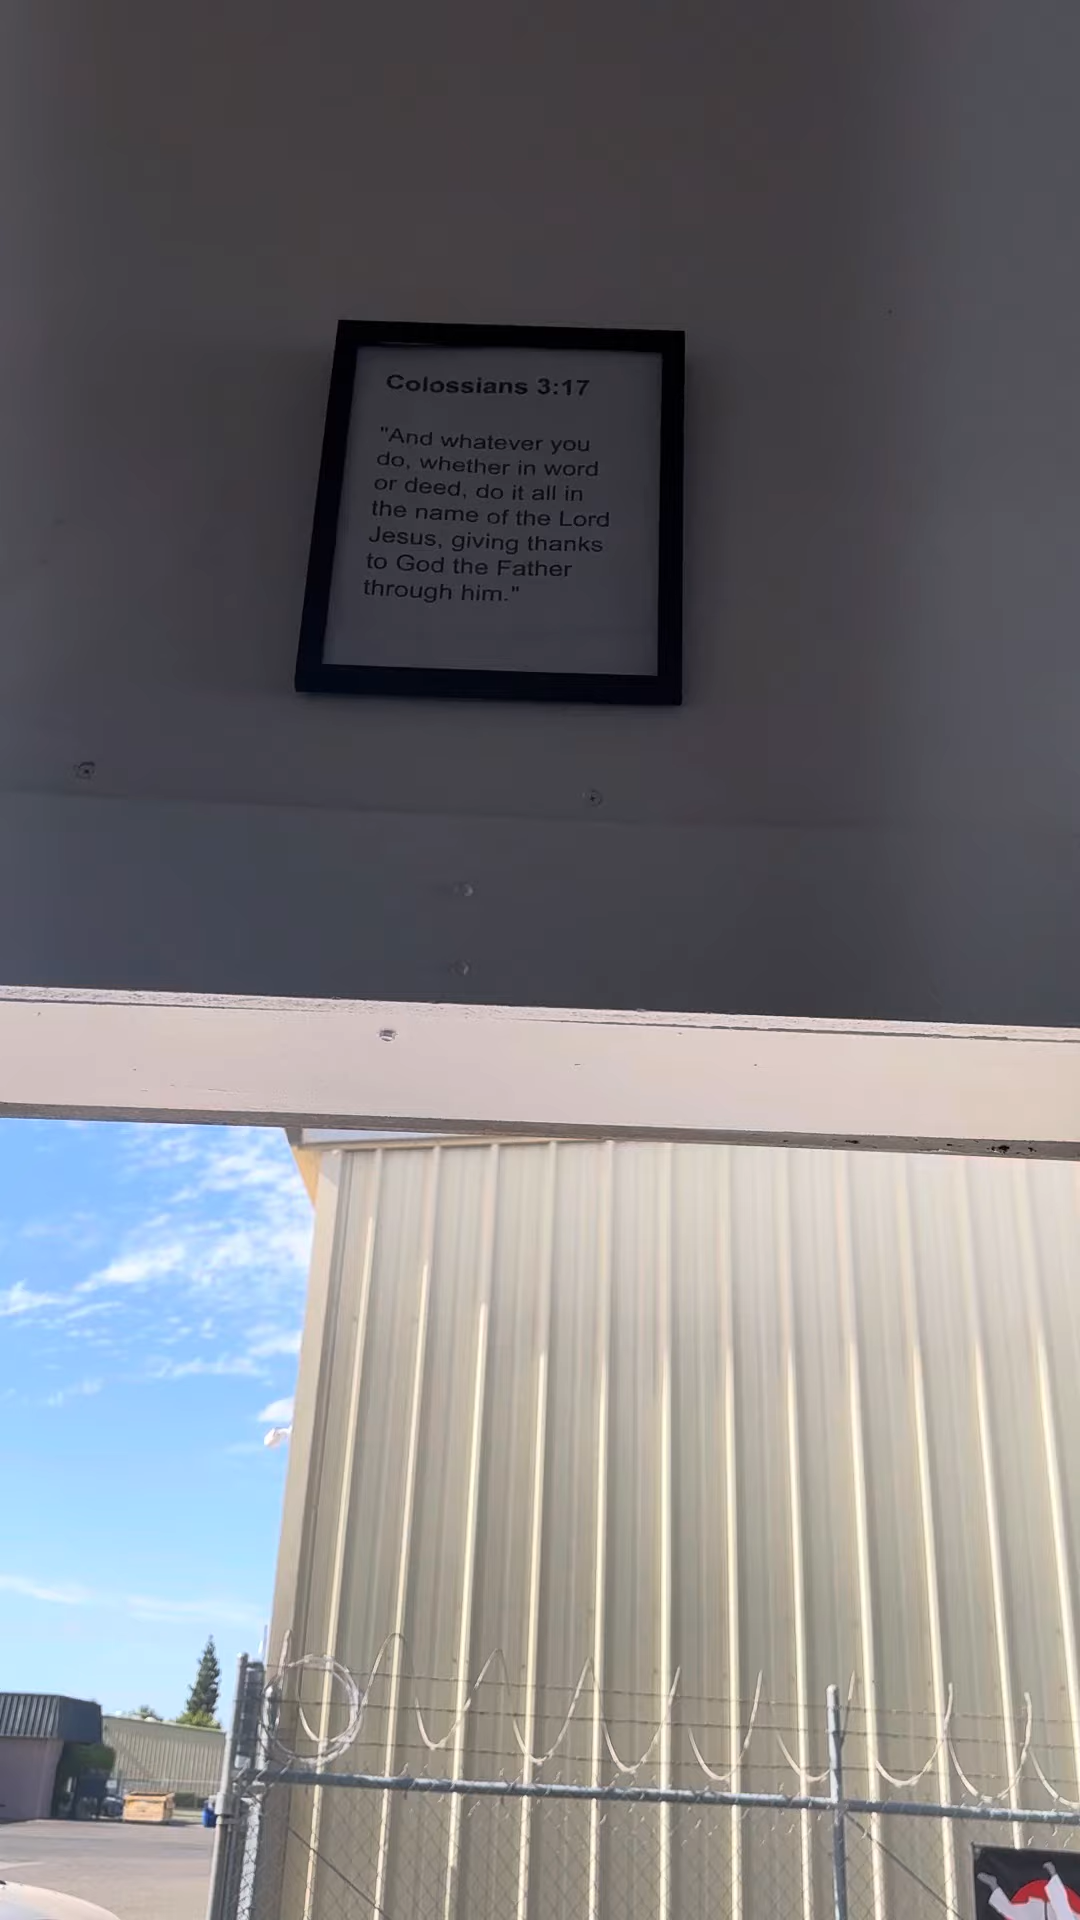 Colossians 3:17
"And whatever you
do, whether in word
or deed, do it all in
the name of the Lord
Jesus, giving thanks
to God the Father
through him."